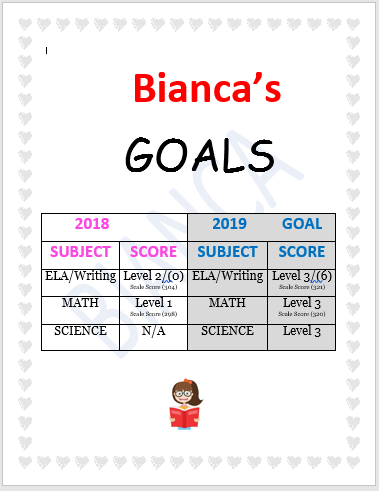 Bianca's
GOALS
BIANCA
2018 2019 GOAL
SUBJECT SCORE SUBJECT SCORE
ELA/Writing Level 2/(0) ELA/Writing Level 3/(6)
Scale Score (304) Scale Score (321)
MATH Level 1 MATH Level 3
Scale Score (298) Scale Score (320)
SCIENCE N/A SCIENCE Level 3